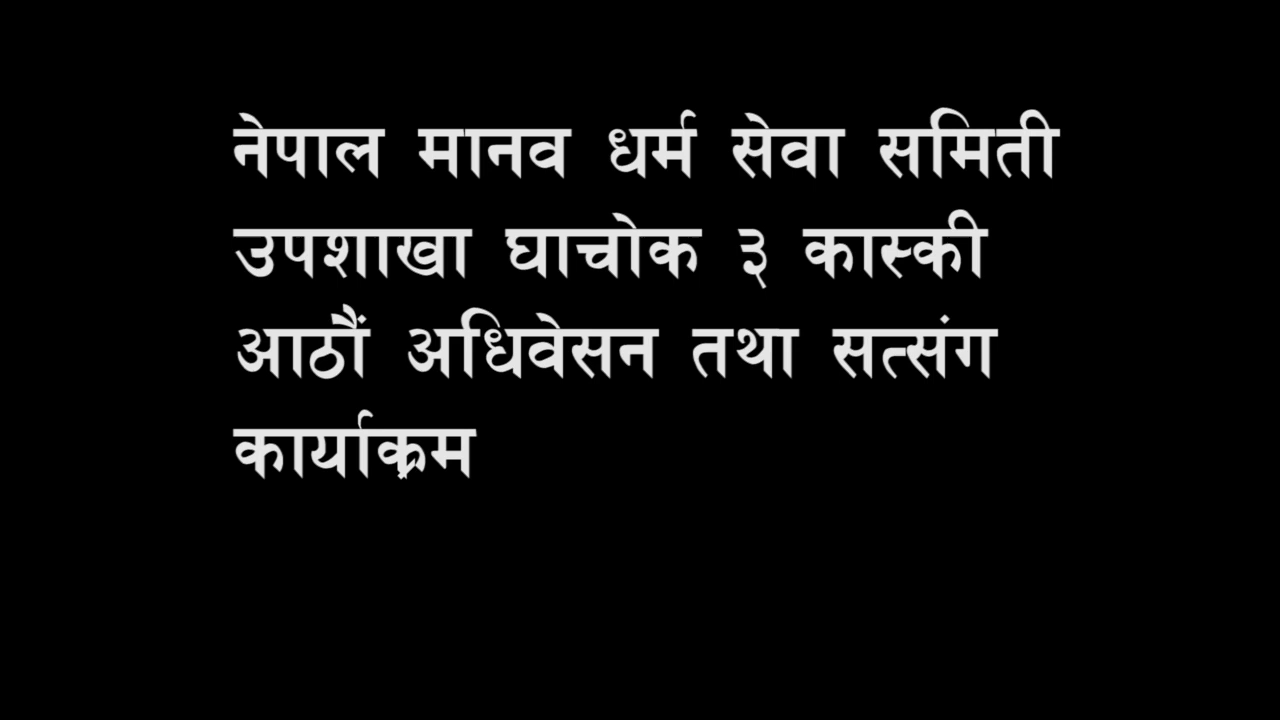 नेपाल मानव धर्म सेवा समिती
उपशाखा घाचोक ३ कास्की
आठौं अधिवेसन तथा सत्संग
कार्याक्रम